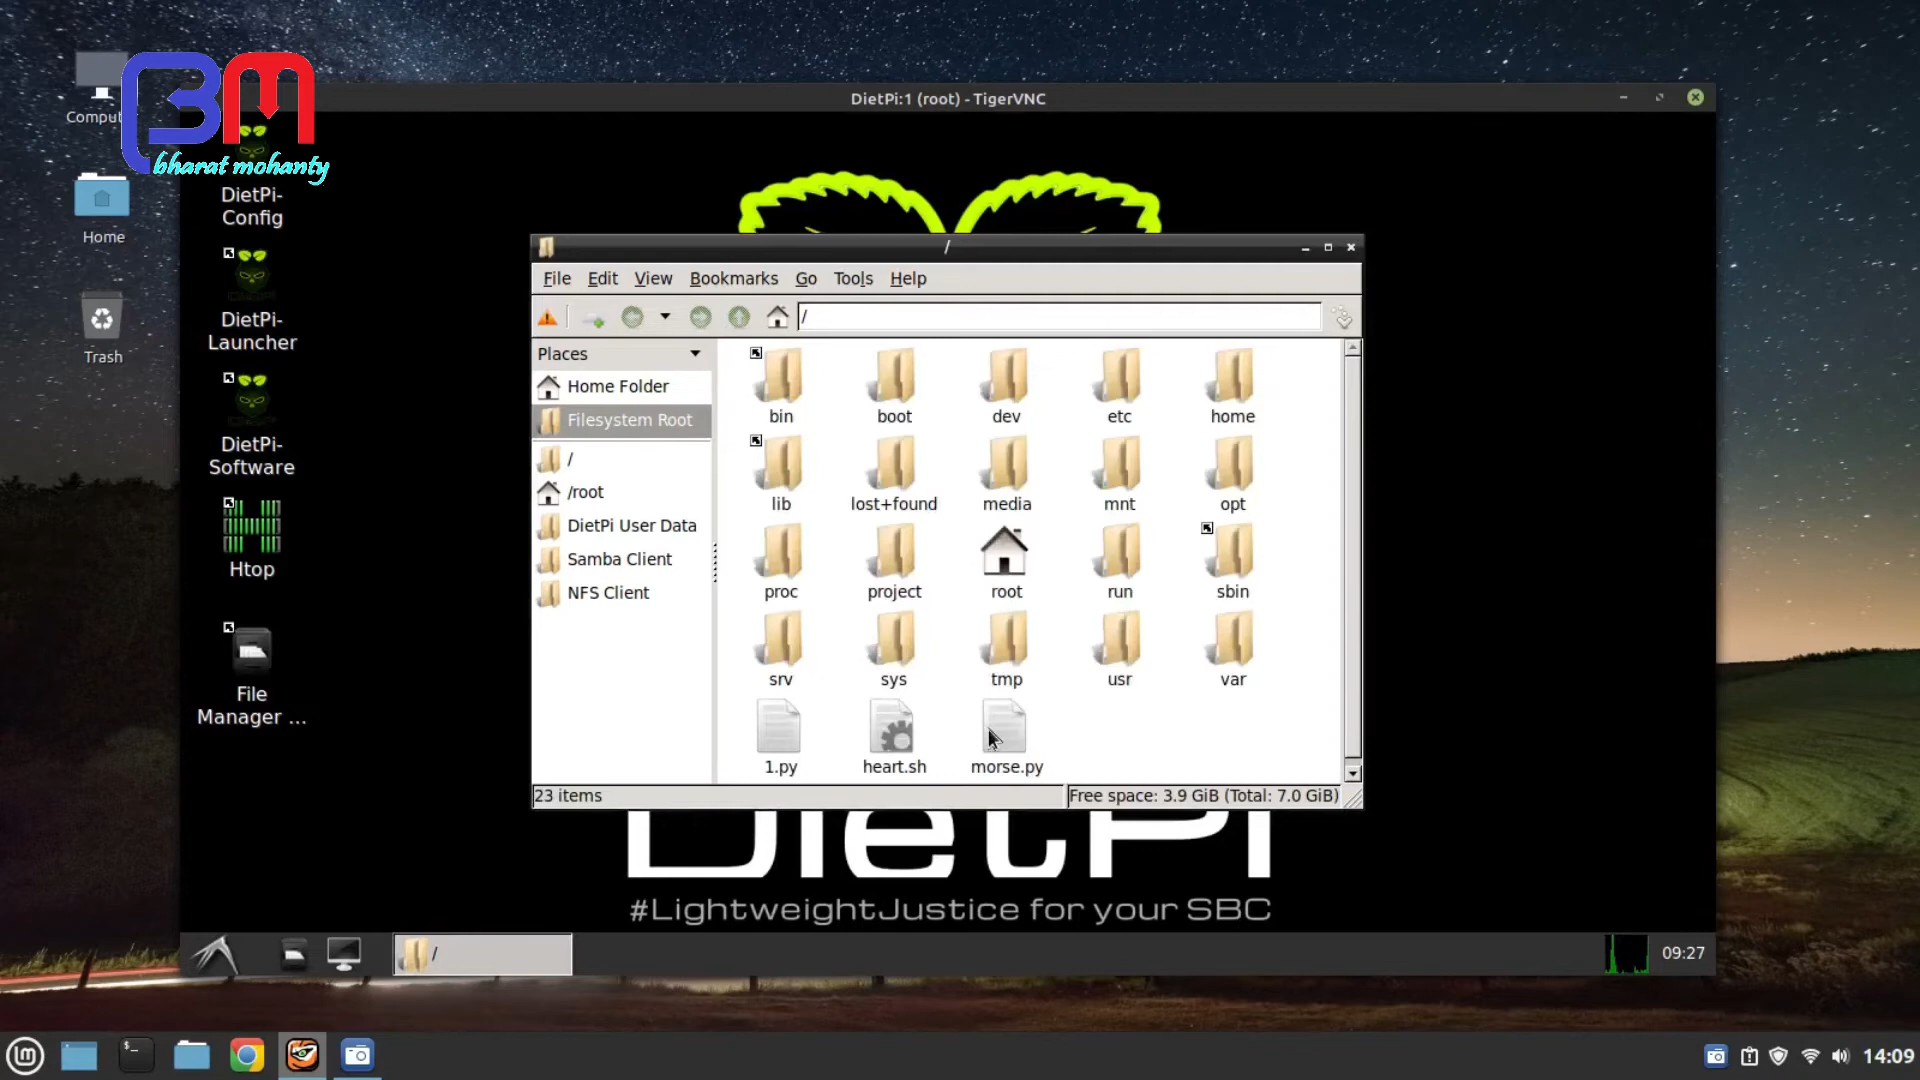 DietPi:1 (root) - TigerVNC
Comput
BM
bharat mohanty
Home
Trash
DietPi-
Config
DietPi-
Launcher
DietPi-
Software
Htop
File
Manager ...
/
File Edit View Bookmarks Go Tools Help
/
Places
Home Folder
Filesystem Root
/
/root
DietPi User Data
Samba Client
NFS Client
bin boot dev etc home
lib lost+found media mnt opt
proc project root run sbin
srv sys tmp usr var
1.py heart.sh morse.py
23 items
Free space: 3.9 GiB (Total: 7.0 GiB)
DietPi
#LightweightJustice for your SBC
/
09:27
14:09